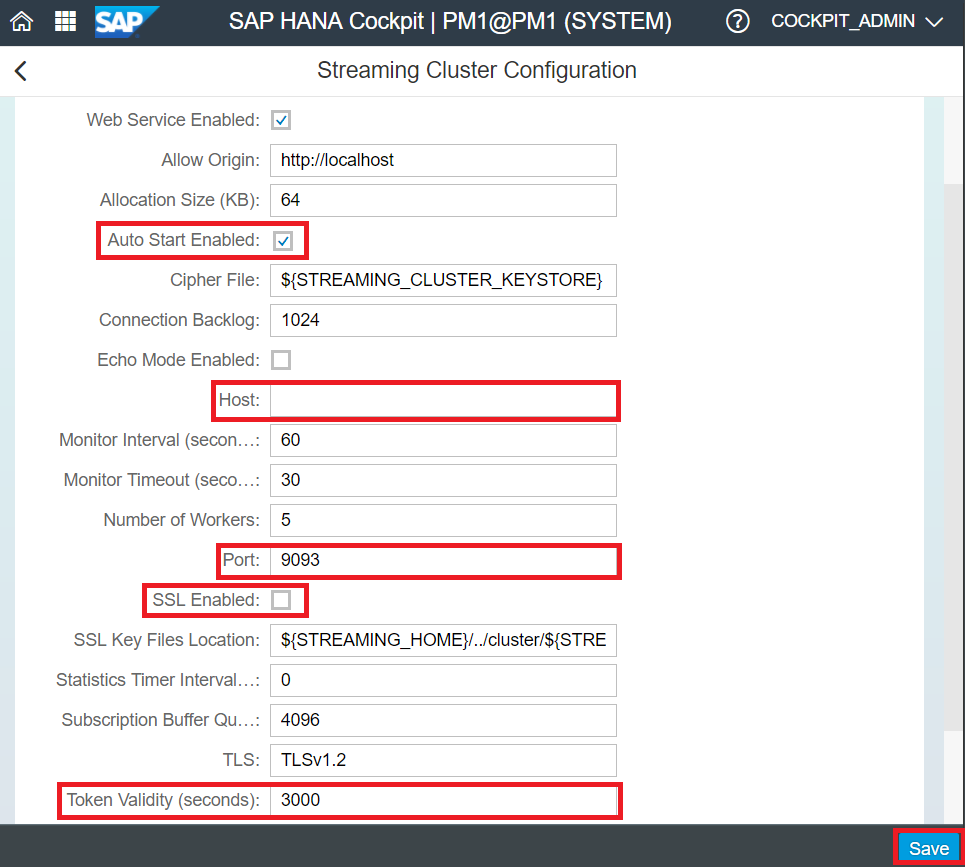 SAP SAP HANA Cockpit | PM1@PM1 (SYSTEM) ? COCKPIT_ADMIN
Streaming Cluster Configuration
Web Service Enabled:
Allow Origin: http://localhost
Allocation Size (KB): 64
Auto Start Enabled:
Cipher File: ${STREAMING_CLUSTER_KEYSTORE}
Connection Backlog: 1024
Echo Mode Enabled:
Host:
Monitor Interval (secon...: 60
Monitor Timeout (seco...: 30
Number of Workers: 5
Port: 9093
SSL Enabled:
SSL Key Files Location: ${STREAMING_HOME}/../cluster/${STRE
Statistics Timer Interval...: 0
Subscription Buffer Qu...: 4096
TLS: TLSv1.2
Token Validity (seconds): 3000
Save